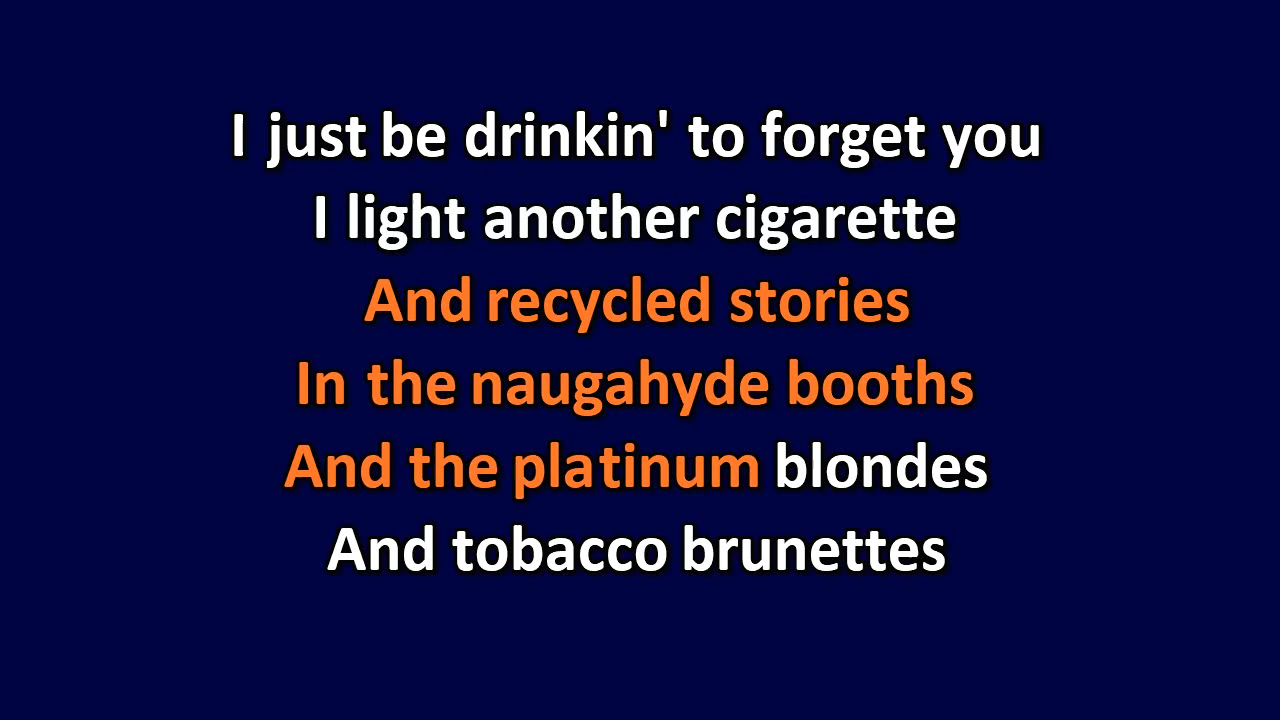 I just be drinkin' to forget you
I light another cigarette
And recycled stories
In the naugahyde booths
And the platinum blondes
And tobacco brunettes